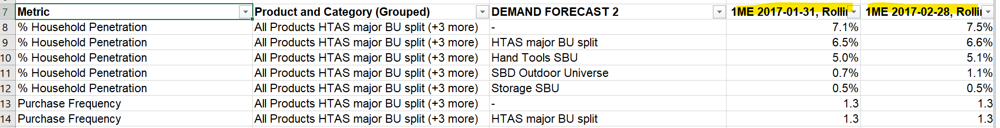 7 Metric Product and Category (Grouped) DEMAND FORECAST 2 1ME 2017-01-31, Rollin 1ME 2017-02-28, Rollin
8 % Household Penetration All Products HTAS major BU split (+3 more) - 7.1% 7.5%
9 % Household Penetration All Products HTAS major BU split (+3 more) HTAS major BU split 6.5% 6.6%
10 % Household Penetration All Products HTAS major BU split (+3 more) Hand Tools SBU 5.0% 5.1%
11 % Household Penetration All Products HTAS major BU split (+3 more) SBD Outdoor Universe 0.7% 1.1%
12 % Household Penetration All Products HTAS major BU split (+3 more) Storage SBU 0.5% 0.5%
13 Purchase Frequency All Products HTAS major BU split (+3 more) - 1.3 1.3
14 Purchase Frequency All Products HTAS major BU split (+3 more) HTAS major BU split 1.3 1.3